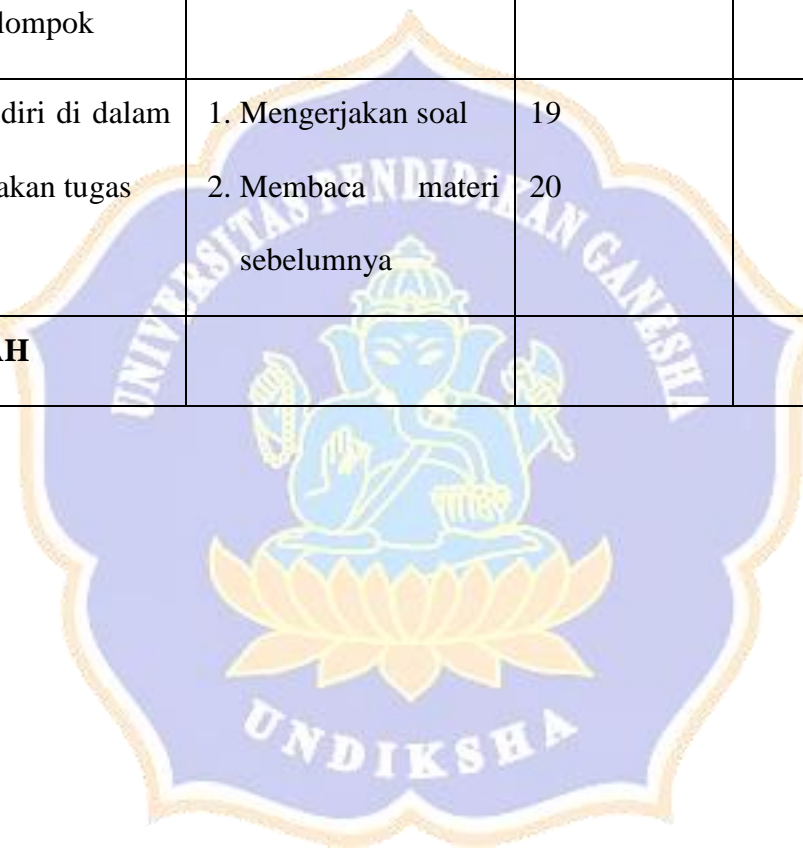 lompok
diri di dalam 1. Mengerjakan soal 19
akan tugas 2. Membaca materi 20
sebelumnya
AH
UNIVERSITAS PENDIDIKAN GANESHA
UNDIKSHA